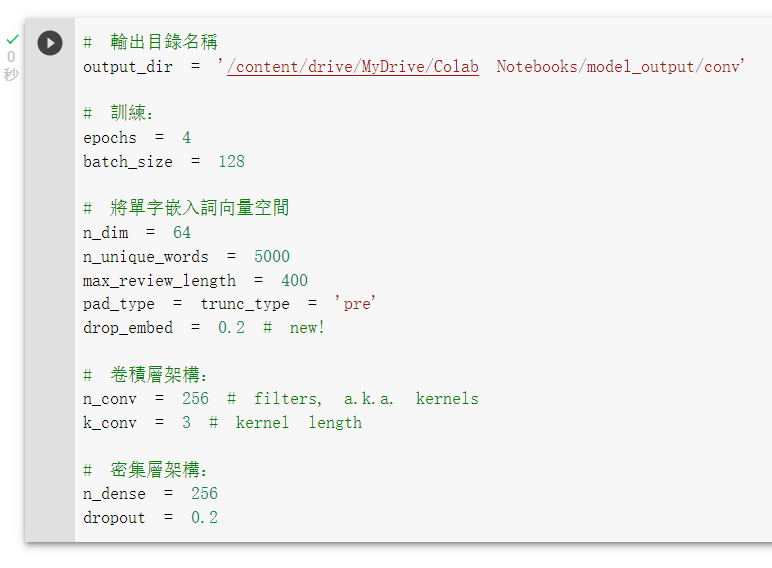 # 輸出目錄名稱
output_dir = '/content/drive/MyDrive/Colab Notebooks/model_output/conv'
# 訓練:
epochs = 4
batch_size = 128
# 將單字嵌入詞向量空間
n_dim = 64
n_unique_words = 5000
max_review_length = 400
pad_type = trunc_type = 'pre'
drop_embed = 0.2 # new!
# 卷積層架構:
n_conv = 256 # filters, a.k.a. kernels
k_conv = 3 # kernel length
# 密集層架構:
n_dense = 256
dropout = 0.2
0
秒